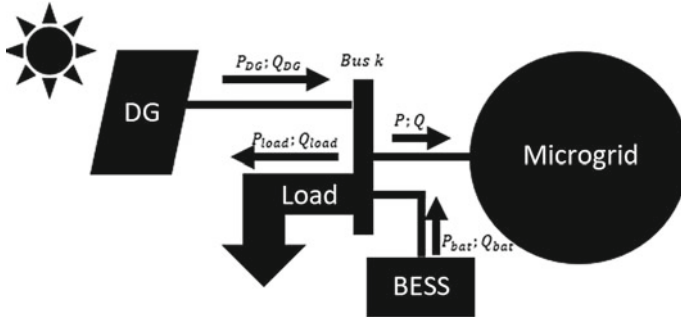 P_DG; Q_DG
Bus k
DG
P; Q
P_load; Q_load
Microgrid
Load
P_bat; Q_bat
BESS